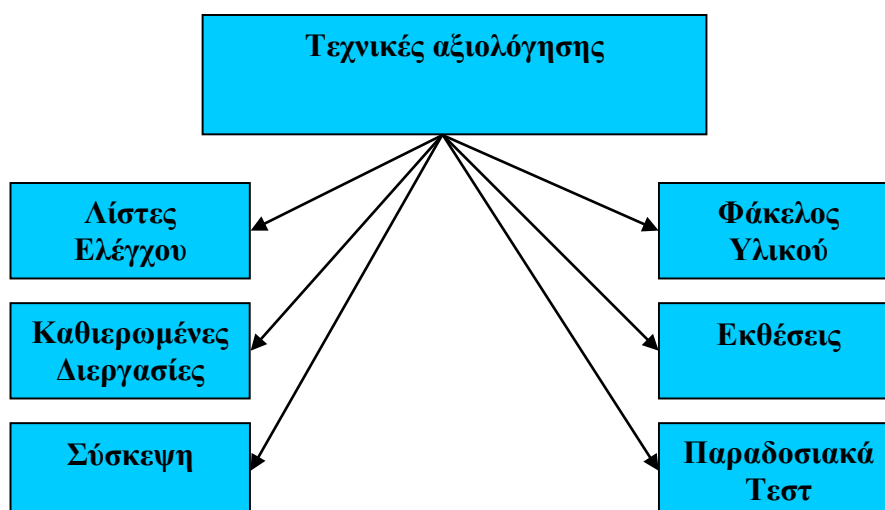 Τεχνικές αξιολόγησης
Λίστες
Ελέγχου
Φάκελος
Υλικού
Καθιερωμένες
Διεργασίες
Εκθέσεις
Σύσκεψη
Παραδοσιακά
Τεστ